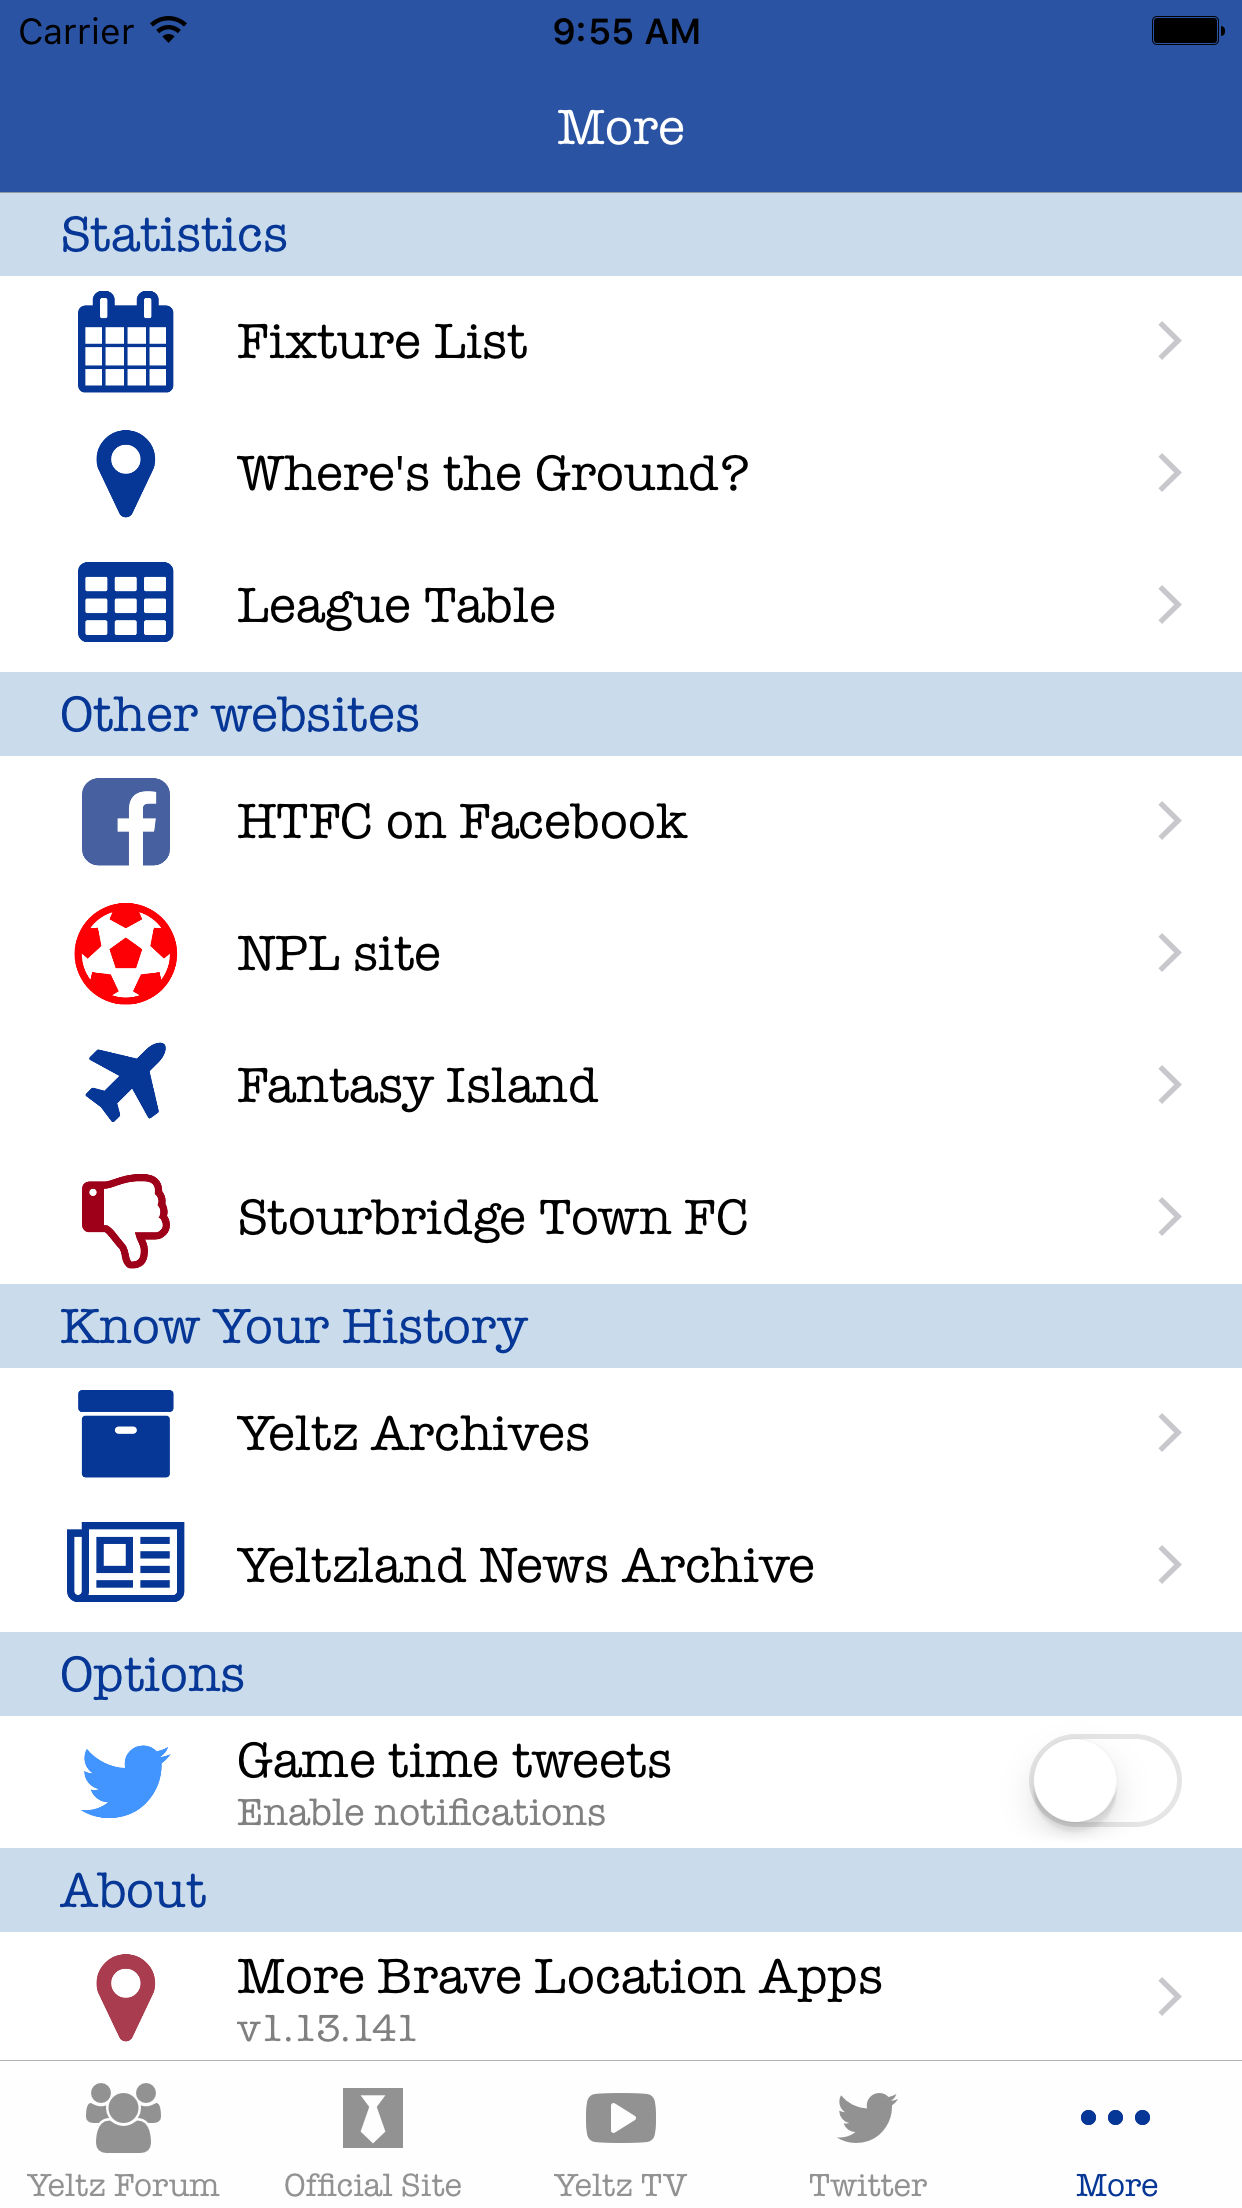 Carrier 9:55 AM
More
Statistics
Fixture List
Where's the Ground?
League Table
Other websites
HTFC on Facebook
NPL site
Fantasy Island
Stourbridge Town FC
Know Your History
Yeltz Archives
Yeltzland News Archive
Options
Game time tweets
Enable notifications
About
More Brave Location Apps
v1.13.141
Yeltz Forum Official Site Yeltz TV Twitter More